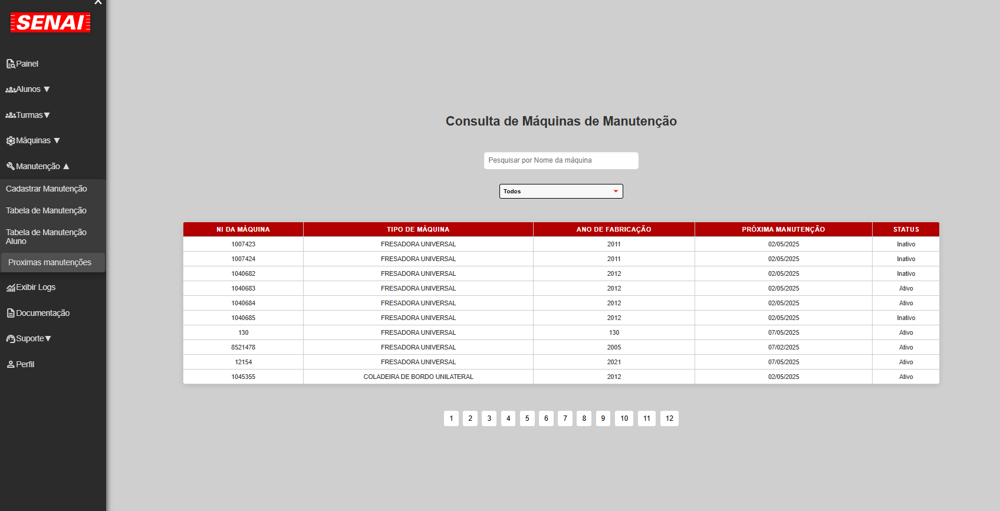 SENAI
Painel
Alunos ▼
Turmas▼
Máquinas ▼
Manutenção ▲
Cadastrar Manutenção
Tabela de Manutenção
Tabela de Manutenção
Aluno
Proximas manutenções
Exibir Logs
Documentação
Suporte▼
Perfil
Consulta de Máquinas de Manutenção
Pesquisar por Nome da máquina
Todos
NI DA MÁQUINA TIPO DE MÁQUINA ANO DE FABRICAÇÃO PRÓXIMA MANUTENÇÃO STATUS
1007423 FRESADORA UNIVERSAL 2011 02/05/2025 Inativo
1007424 FRESADORA UNIVERSAL 2011 02/05/2025 Inativo
1040682 FRESADORA UNIVERSAL 2012 02/05/2025 Inativo
1040683 FRESADORA UNIVERSAL 2012 02/05/2025 Ativo
1040684 FRESADORA UNIVERSAL 2012 02/05/2025 Ativo
1040685 FRESADORA UNIVERSAL 2012 02/05/2025 Inativo
130 FRESADORA UNIVERSAL 130 07/05/2025 Ativo
8521478 FRESADORA UNIVERSAL 2005 07/02/2025 Ativo
12154 FRESADORA UNIVERSAL 2021 07/05/2025 Ativo
1045355 COLADEIRA DE BORDO UNILATERAL 2012 02/05/2025 Ativo
1 2 3 4 5 6 7 8 9 10 11 12